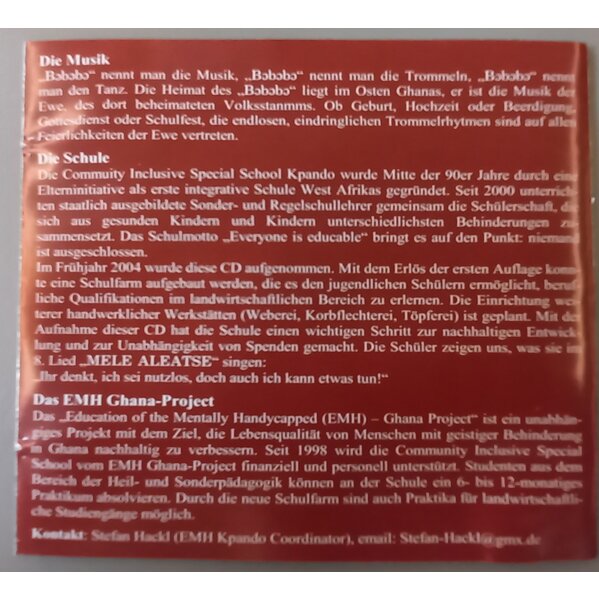 Die Musik
„Bɔbɔbɔ“ nennt man die Musik, „Bɔbɔbɔ“ nennt man die Trommeln, „Bɔbɔbɔ“ nennt
man den Tanz. Die Heimat des „Bɔbɔbɔ“ liegt im Osten Ghanas, er ist die Musik der
Ewe, des dort beheimateten Volksstanmms. Ob Geburt, Hochzeit oder Beerdigung,
Gottesdienst oder Schulfest, die endlosen, eindringlichen Trommelrhytmen sind auf allen
Feierlichkeiten der Ewe vertreten.
Die Schule
Die Commuity Inclusive Special School Kpando wurde Mitte der 90er Jahre durch eine
Elterninitiative als erste integrative Schule West Afrikas gegründet. Seit 2000 unterrich-
ten staatlich ausgebildete Sonder- und Regelschullehrer gemeinsam die Schülerschaft, die
sich aus gesunden Kindern und Kindern unterschiedlichsten Behinderungen zu-
sammensetzt. Das Schulmotto „Everyone is educable“ bringt es auf den Punkt: niemand
ist ausgeschlossen.
Im Frühjahr 2004 wurde diese CD aufgenommen. Mit dem Erlös der ersten Auflage konn-
te eine Schulfarm aufgebaut werden, die es den jugendlichen Schülern ermöglicht, beruf-
liche Qualifikationen im landwirtschaftlichen Bereich zu erlernen. Die Einrichtung wei-
terer handwerklicher Werkstätten (Weberei, Korbflechterei, Töpferei) ist geplant. Mit der
Aufnahme dieser CD hat die Schule einen wichtigen Schritt zur nachhaltigen Entwick-
lung und zur Unabhängigkeit von Spenden gemacht. Die Schüler zeigen uns, was sie im
8. Lied „MELE ALEATSE“ singen:
„Ihr denkt, ich sei nutzlos, doch auch ich kann etwas tun!“
Das EMH Ghana-Project
Das „Education of the Mentally Handycapped (EMH) – Ghana Project“ ist ein unabhän-
giges Projekt mit dem Ziel, die Lebensqualität von Menschen mit geistiger Behinderung
in Ghana nachhaltig zu verbessern. Seit 1998 wird die Community Inclusive Special
School vom EMH Ghana-Project finanziell und personell unterstützt. Studenten aus dem
Bereich der Heil- und Sonderpädagogik können an der Schule ein 6- bis 12-monatiges
Praktikum absolvieren. Durch die neue Schulfarm sind auch Praktika für landwirtschaftli-
che Studiengänge möglich.
Kontakt: Stefan Hackl (EMH Kpando Coordinator), email: Stefan-Hackl@gmx.de